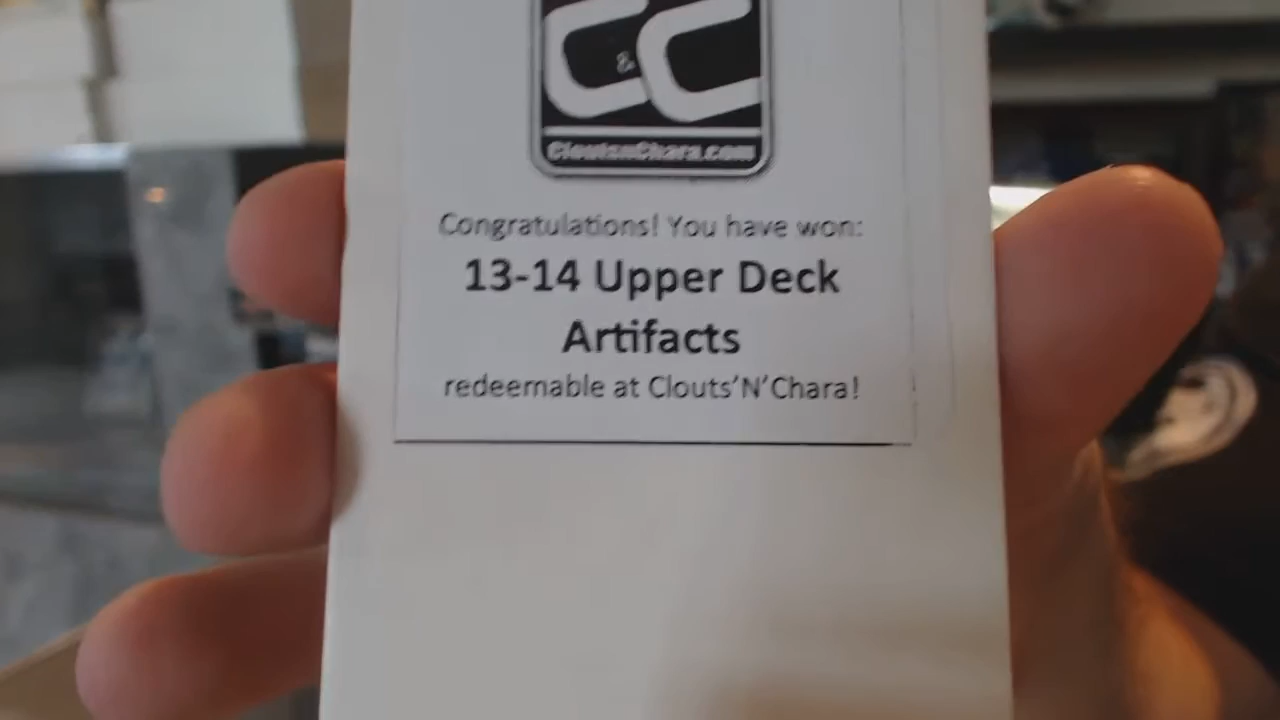 C & C
CloutsnChara.com
Congratulations! You have won:
13-14 Upper Deck
Artifacts
redeemable at Clouts'N'Chara!